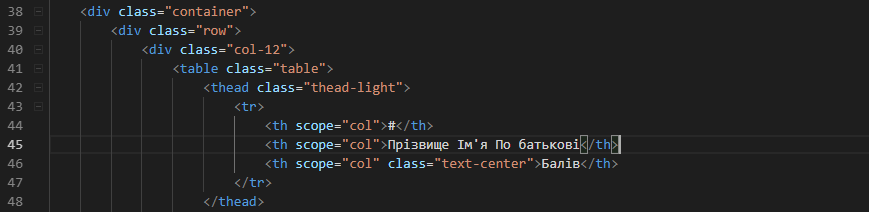 38 <div class="container">
39 <div class="row">
40 <div class="col-12">
41 <table class="table">
42 <thead class="thead-light">
43 <tr>
44 <th scope="col">#</th>
45 <th scope="col">Прізвище Ім'я По батькові</th>
46 <th scope="col" class="text-center">Балів</th>
47 </tr>
48 </thead>